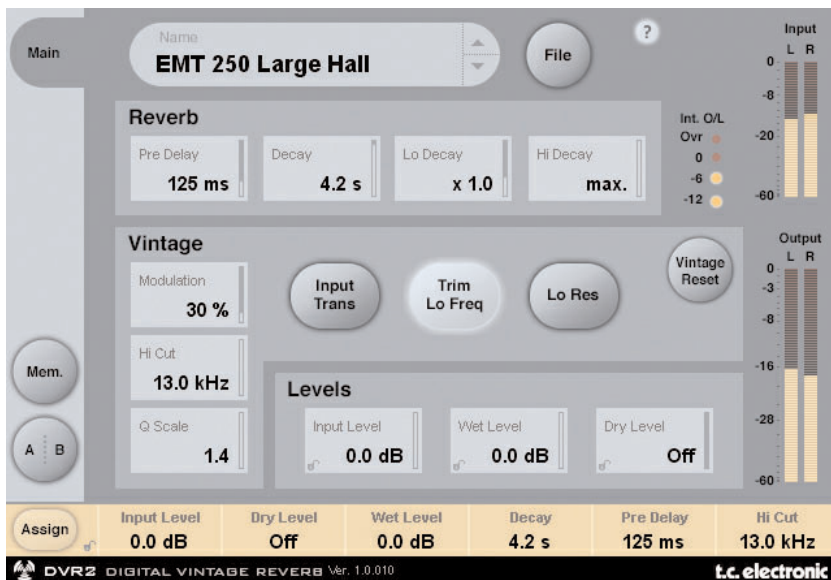 Main
Name
EMT 250 Large Hall
File
?
Input
L R
0
-8
-20
-60
Reverb
Int. O/L
Ovr
0
-6
-12
Pre Delay
125 ms
Decay
4.2 s
Lo Decay
x 1.0
Hi Decay
max.
Vintage
Modulation
30 %
Input
Trans
Trim
Lo Freq
Lo Res
Vintage
Reset
Output
L R
0
-3
-8
-16
-28
-60
Hi Cut
13.0 kHz
Q Scale
1.4
Levels
Input Level
0.0 dB
Wet Level
0.0 dB
Dry Level
Off
Mem.
A B
Assign
Input Level
0.0 dB
Dry Level
Off
Wet Level
0.0 dB
Decay
4.2 s
Pre Delay
125 ms
Hi Cut
13.0 kHz
DVR2 DIGITAL VINTAGE REVERB Ver. 1.0.010
t.c. electronic